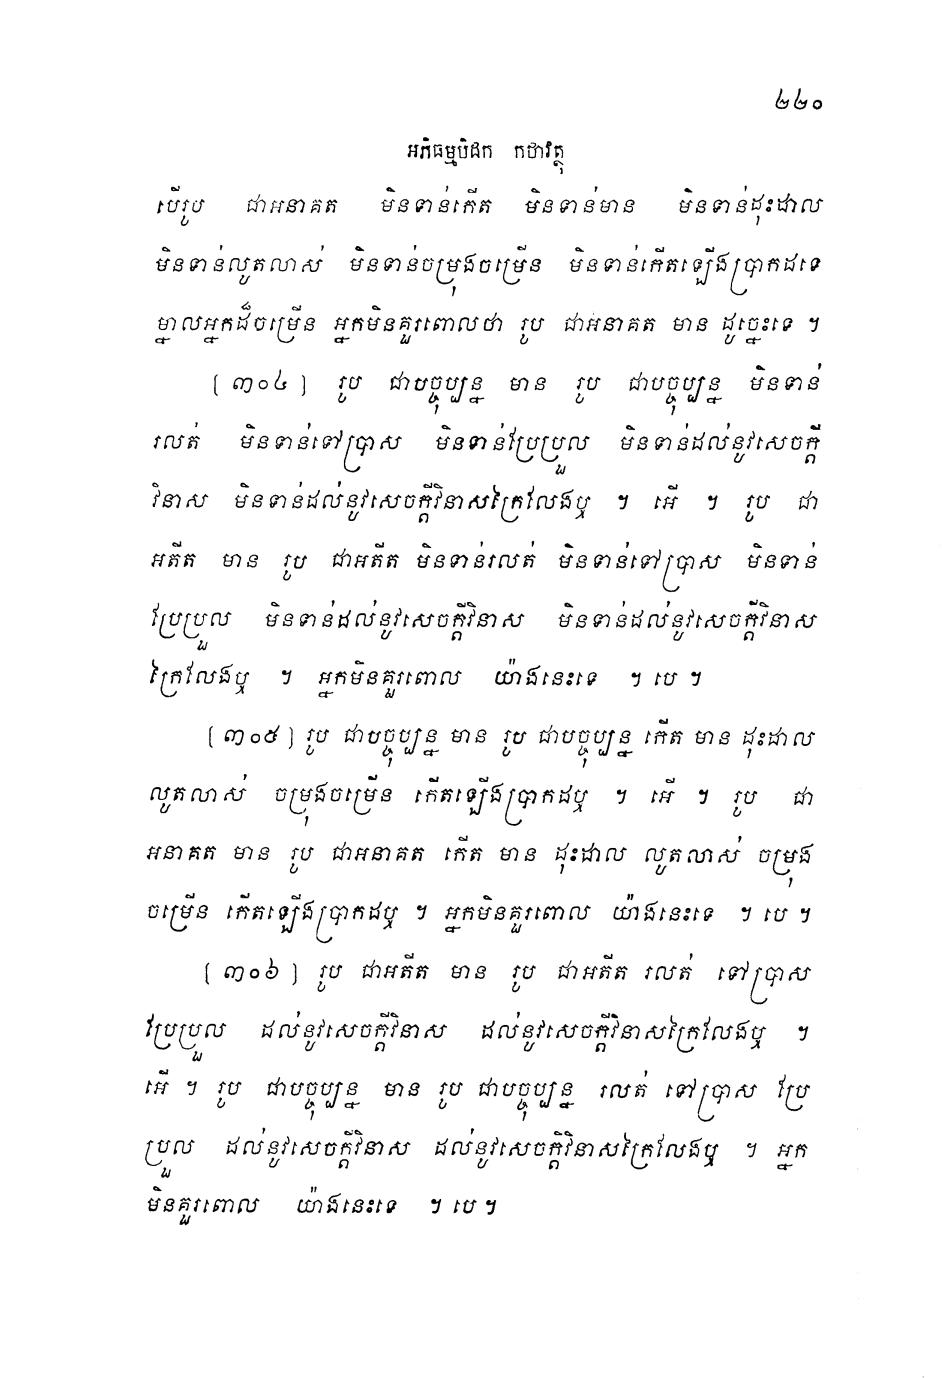 ២២០
អភិធម្មបិដក កថាវត្ថុ
បើរូប ជាអនាគត មិនទាន់កើត មិនទាន់មាន មិនទាន់ដុះដាល
មិនទាន់លូតលាស់ មិនទាន់ចម្រុងចម្រើន មិនទាន់កើតឡើងប្រាកដទេ
ម្នាលអ្នកដ៏ចម្រើន អ្នកមិនគួរពោលថា រូប ជាអនាគត មាន ដូច្នេះទេ ។
[៣០៤] រូប ជាបច្ចុប្បន្ន មាន រូប ជាបច្ចុប្បន្ន មិនទាន់
រលត់ មិនទាន់ទៅប្រាស មិនទាន់ប្រែប្រួល មិនទាន់ដល់នូវសេចក្តី
វិនាស មិនទាន់ដល់នូវសេចក្តីវិនាសក្រៃលែងឬ ។ អើ ។ រូប ជា
អតីត មាន រូប ជាអតីត មិនទាន់រលត់ មិនទាន់ទៅប្រាស មិនទាន់
ប្រែប្រួល មិនទាន់ដល់នូវសេចក្តីវិនាស មិនទាន់ដល់នូវសេចក្តីវិនាស
ក្រៃលែងឬ ។ អ្នកមិនគួរពោល យ៉ាងនេះទេ ។ បេ ។
[៣០៥] រូប ជាបច្ចុប្បន្ន មាន រូប ជាបច្ចុប្បន្ន កើត មាន ដុះដាល
លូតលាស់ ចម្រុងចម្រើន កើតឡើងប្រាកដឬ ។ អើ ។ រូប ជា
អនាគត មាន រូប ជាអនាគត កើត មាន ដុះដាល លូតលាស់ ចម្រុង
ចម្រើន កើតឡើងប្រាកដឬ ។ អ្នកមិនគួរពោល យ៉ាងនេះទេ ។ បេ ។
[៣០៦] រូប ជាអតីត មាន រូប ជាអតីត រលត់ ទៅប្រាស
ប្រែប្រួល ដល់នូវសេចក្តីវិនាស ដល់នូវសេចក្តីវិនាសក្រៃលែងឬ ។
អើ ។ រូប ជាបច្ចុប្បន្ន មាន រូប ជាបច្ចុប្បន្ន រលត់ ទៅប្រាស ប្រែ
ប្រួល ដល់នូវសេចក្តីវិនាស ដល់នូវសេចក្តីវិនាសក្រៃលែងឬ ។ អ្នក
មិនគួរពោល យ៉ាងនេះទេ ។ បេ ។